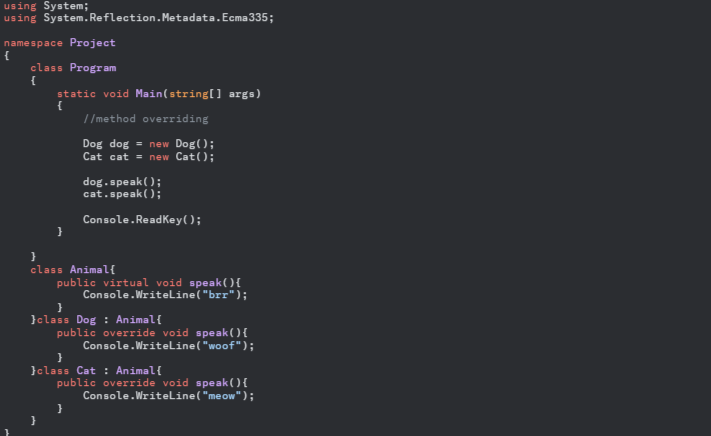 using System;
using System.Reflection.Metadata.Ecma335;

namespace Project
{
    class Program
    {
        static void Main(string[] args)
        {
            //method overriding

            Dog dog = new Dog();
            Cat cat = new Cat();

            dog.speak();
            cat.speak();

            Console.ReadKey();
        }

    }
    class Animal{
        public virtual void speak(){
            Console.WriteLine("brr");
        }
    }class Dog : Animal{
        public override void speak(){
            Console.WriteLine("woof");
        }
    }class Cat : Animal{
        public override void speak(){
            Console.WriteLine("meow");
        }
    }
}